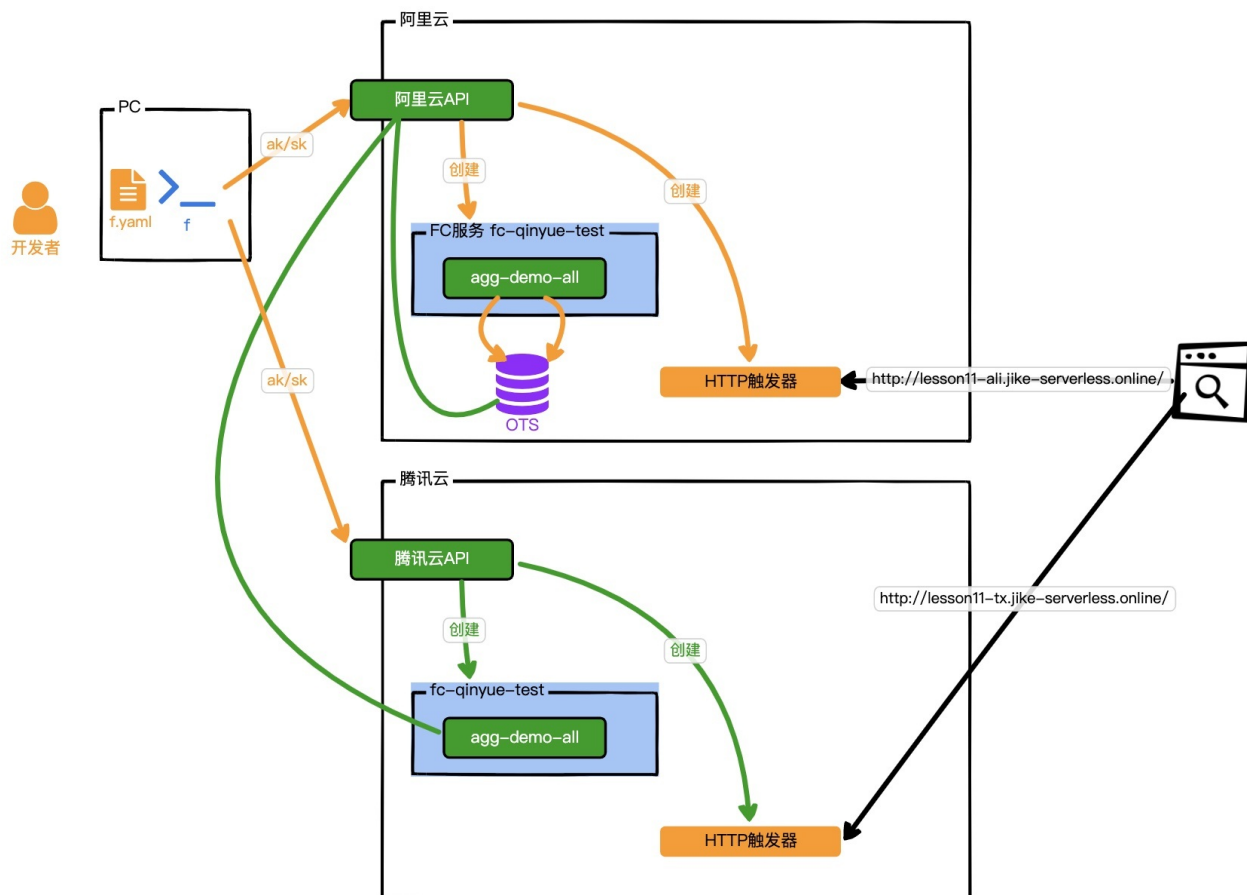 阿里云
阿里云API
PC
ak/sk
创建
创建
f.yaml
f
FC服务 fc-qinyue-test
开发者
agg-demo-all
ak/sk
HTTP触发器
http://lesson11-ali.jike-serverless.online/
OTS
腾讯云
腾讯云API
http://lesson11-tx.jike-serverless.online/
创建
创建
fc-qinyue-test
agg-demo-all
HTTP触发器